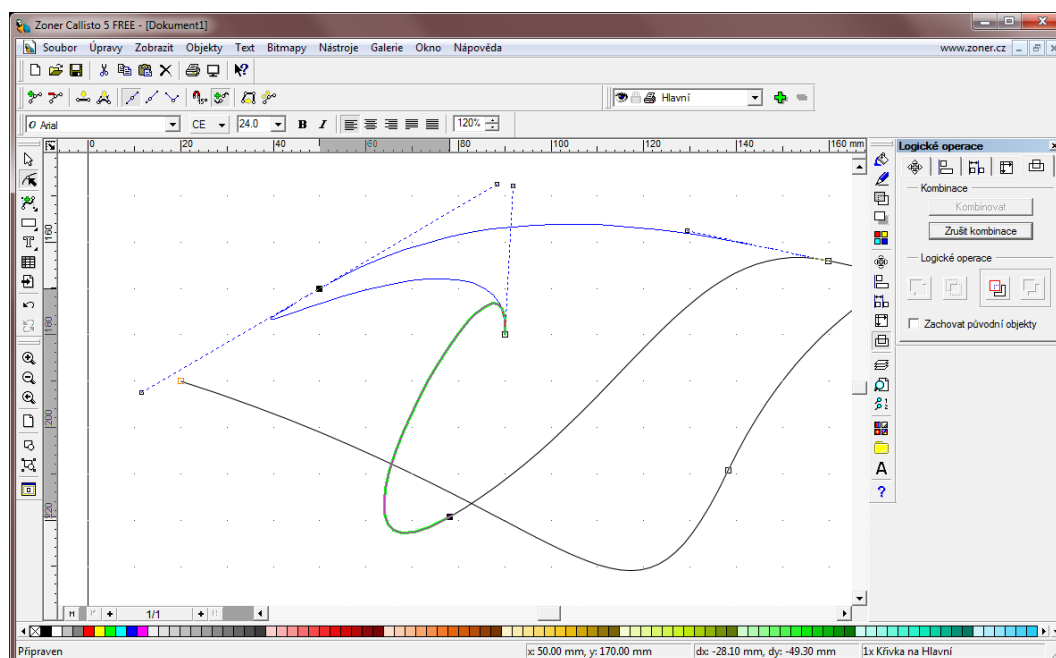 Zoner Callisto 5 FREE - [Dokument1]
Soubor Úpravy Zobrazit Objekty Text Bitmapy Nástroje Galerie Okno Nápověda www.zoner.cz
Hlavní
Arial CE 24.0 B I 120%
0 20 40 60 80 100 120 140 160 mm
160
180
200
220
Logické operace
Kombinace
Kombinovat
Zrušit kombinace
Logické operace
Zachovat původní objekty
1/1
Připraven x: 50.00 mm, y: 170.00 mm dx: -28.10 mm, dy: -49.30 mm 1x Křivka na Hlavní